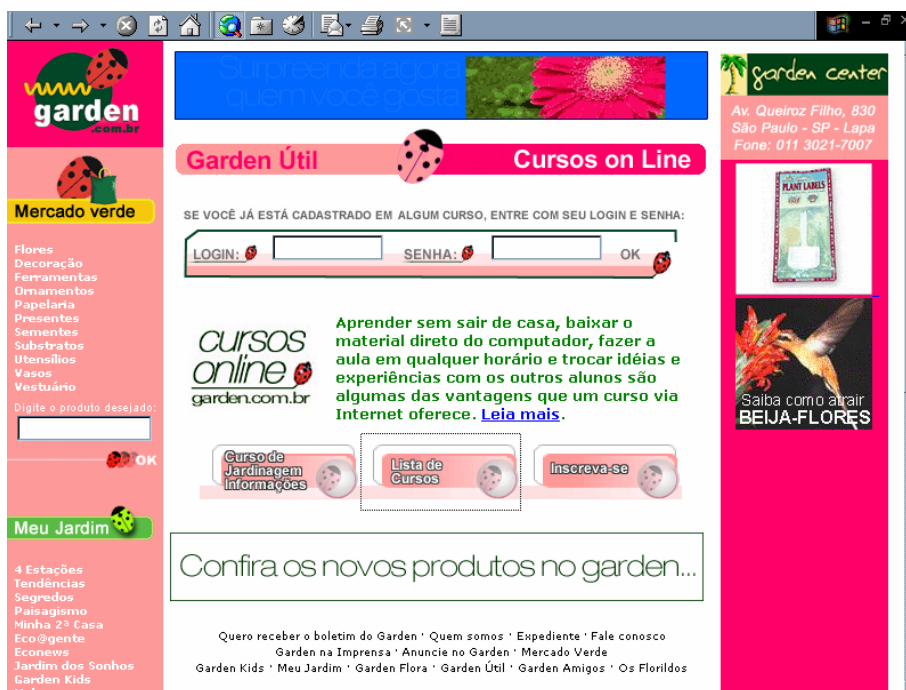 garden
.com.br
Mercado verde
Flores
Decoração
Ferramentas
Ornamentos
Papelaria
Presentes
Sementes
Substratos
Utensílios
Vasos
Vestuário
Digite o produto desejado:
OK
Meu Jardim
4 Estações
Tendências
Segredos
Paisagismo
Minha 2ª Casa
Eco@gente
Econews
Jardim dos Sonhos
Garden Kids
Surpreenda agora
quem você gosta
Garden Útil
Cursos on Line
SE VOCÊ JÁ ESTÁ CADASTRADO EM ALGUM CURSO, ENTRE COM SEU LOGIN E SENHA:
LOGIN: SENHA: OK
cursos
online
garden.com.br
Aprender sem sair de casa, baixar o
material direto do computador, fazer a
aula em qualquer horário e trocar idéias e
experiências com os outros alunos são
algumas das vantagens que um curso via
Internet oferece. Leia mais.
Curso de
Jardinagem
Informações
Lista de
Cursos
Inscreva-se
Confira os novos produtos no garden...
Quero receber o boletim do Garden · Quem somos · Expediente · Fale conosco
Garden na Imprensa · Anuncie no Garden · Mercado Verde
Garden Kids · Meu Jardim · Garden Flora · Garden Útil · Garden Amigos · Os Florildos
garden center
Av. Queiroz Filho, 830
São Paulo - SP - Lapa
Fone: 011 3021-7007
PLANT LABELS
Saiba como atrair
BEIJA-FLORES